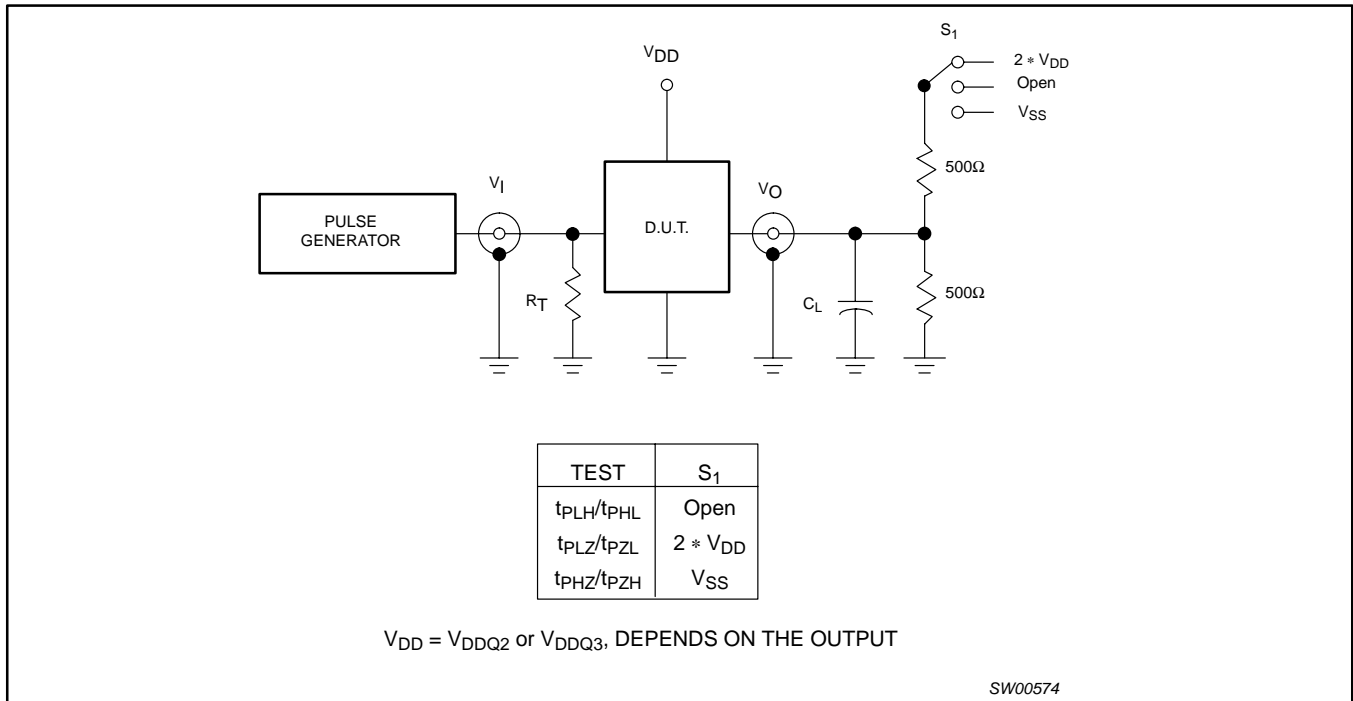 S1
2 * VDD
Open
VSS
VDD
500Ω
VI
VO
PULSE
GENERATOR
D.U.T.
RT
CL
500Ω
TEST S1
tPLH/tPHL Open
tPLZ/tPZL 2 * VDD
tPHZ/tPZH VSS
VDD = VDDQ2 or VDDQ3, DEPENDS ON THE OUTPUT
SW00574